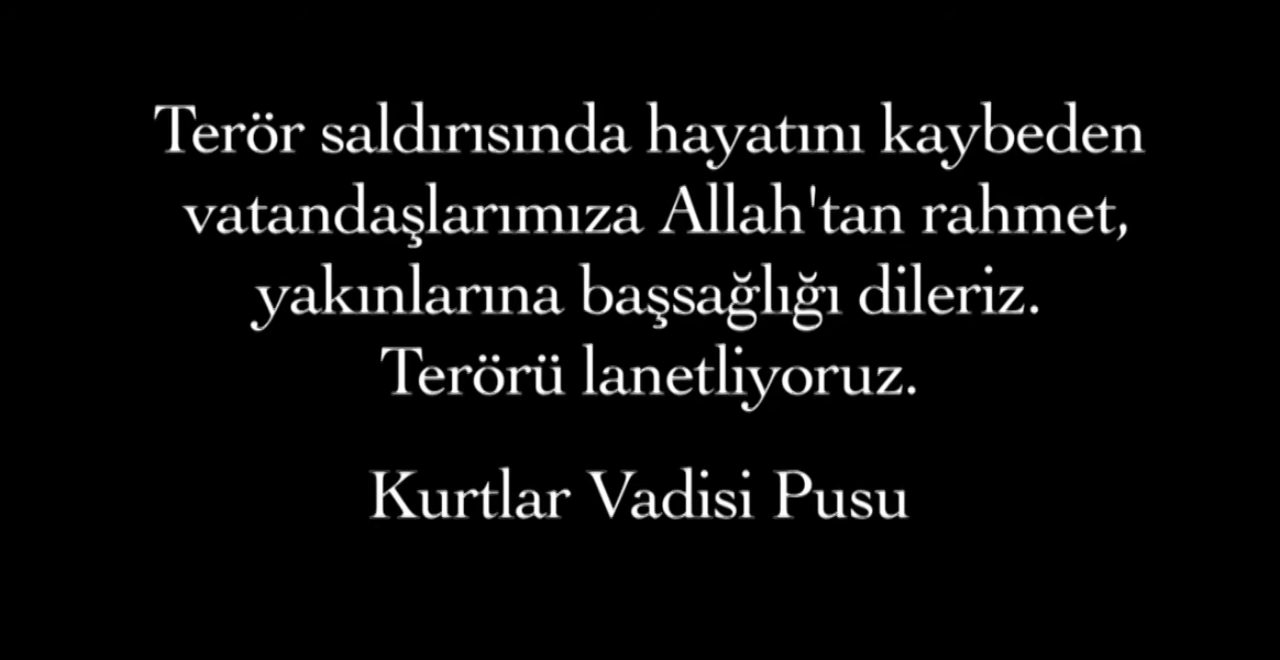 Terör saldırısında hayatını kaybeden
vatandaşlarımıza Allah'tan rahmet,
yakınlarına başsağlığı dileriz.
Terörü lanetliyoruz.
Kurtlar Vadisi Pusu